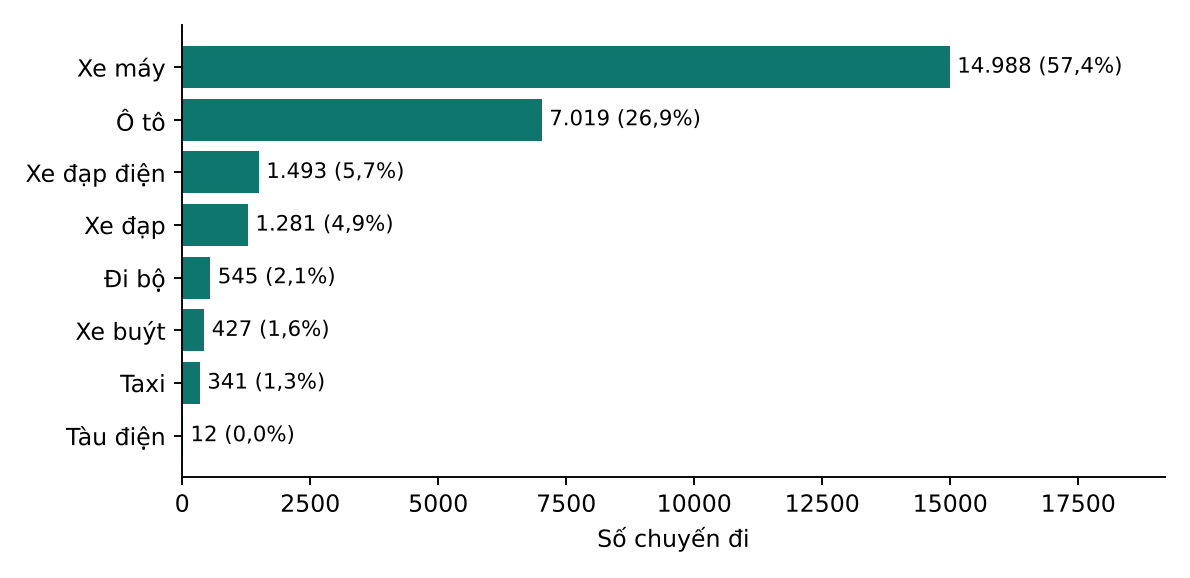 Xe máy 14.988 (57,4%)
Ô tô 7.019 (26,9%)
Xe đạp điện 1.493 (5,7%)
Xe đạp 1.281 (4,9%)
Đi bộ 545 (2,1%)
Xe buýt 427 (1,6%)
Taxi 341 (1,3%)
Tàu điện 12 (0,0%)
0 2500 5000 7500 10000 12500 15000 17500
Số chuyến đi